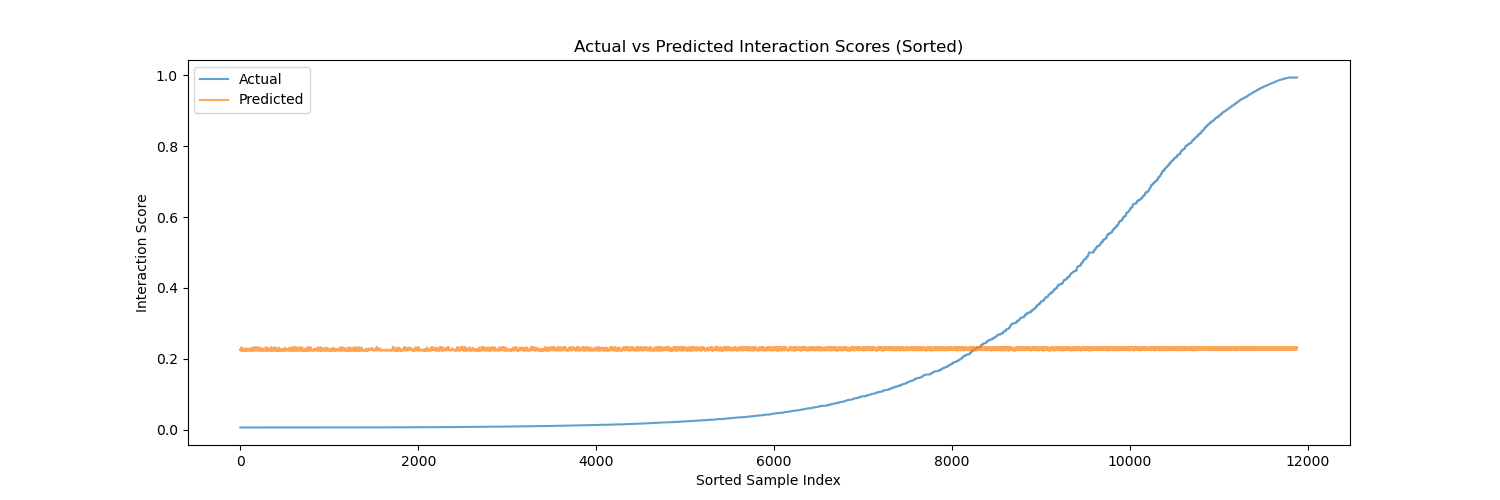 Actual vs Predicted Interaction Scores (Sorted)
Actual
Predicted
Interaction Score
1.0
0.8
0.6
0.4
0.2
0.0
0 2000 4000 6000 8000 10000 12000
Sorted Sample Index